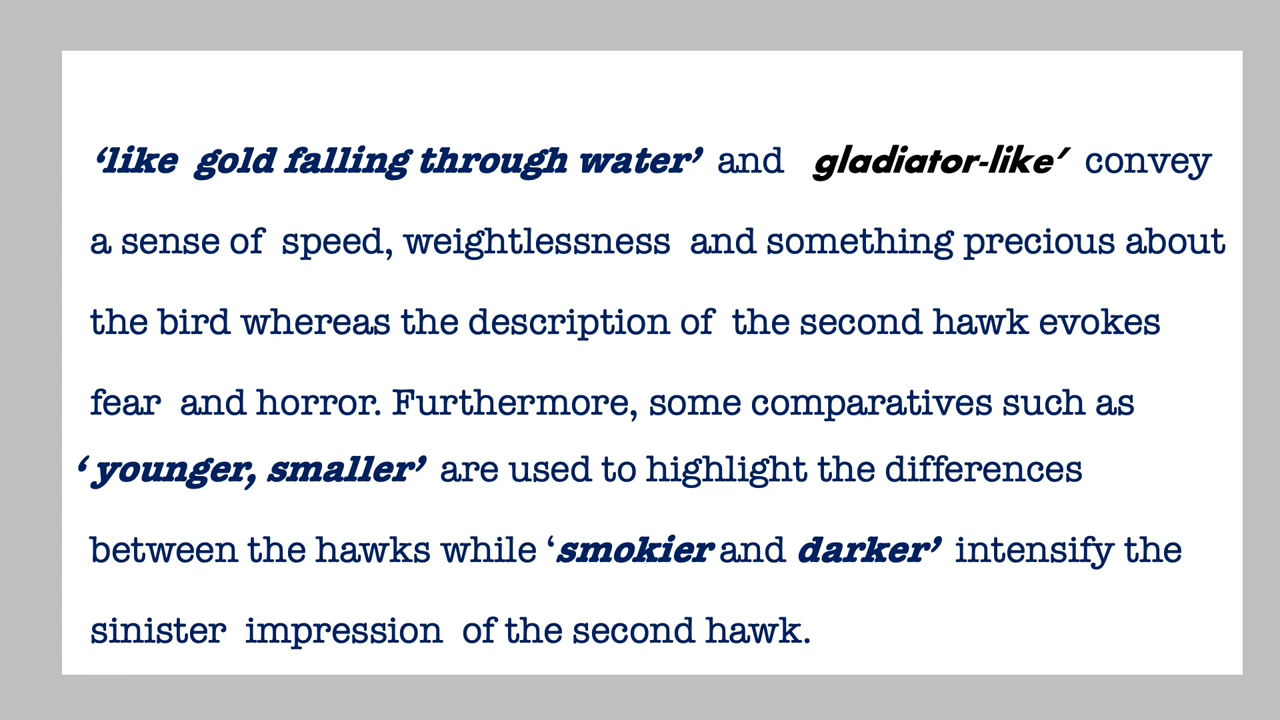 ‘like gold falling through water’ and gladiator-like’ convey
a sense of speed, weightlessness and something precious about
the bird whereas the description of the second hawk evokes
fear and horror. Furthermore, some comparatives such as
‘ younger, smaller’ are used to highlight the differences
between the hawks while ‘smokier and darker’ intensify the
sinister impression of the second hawk.